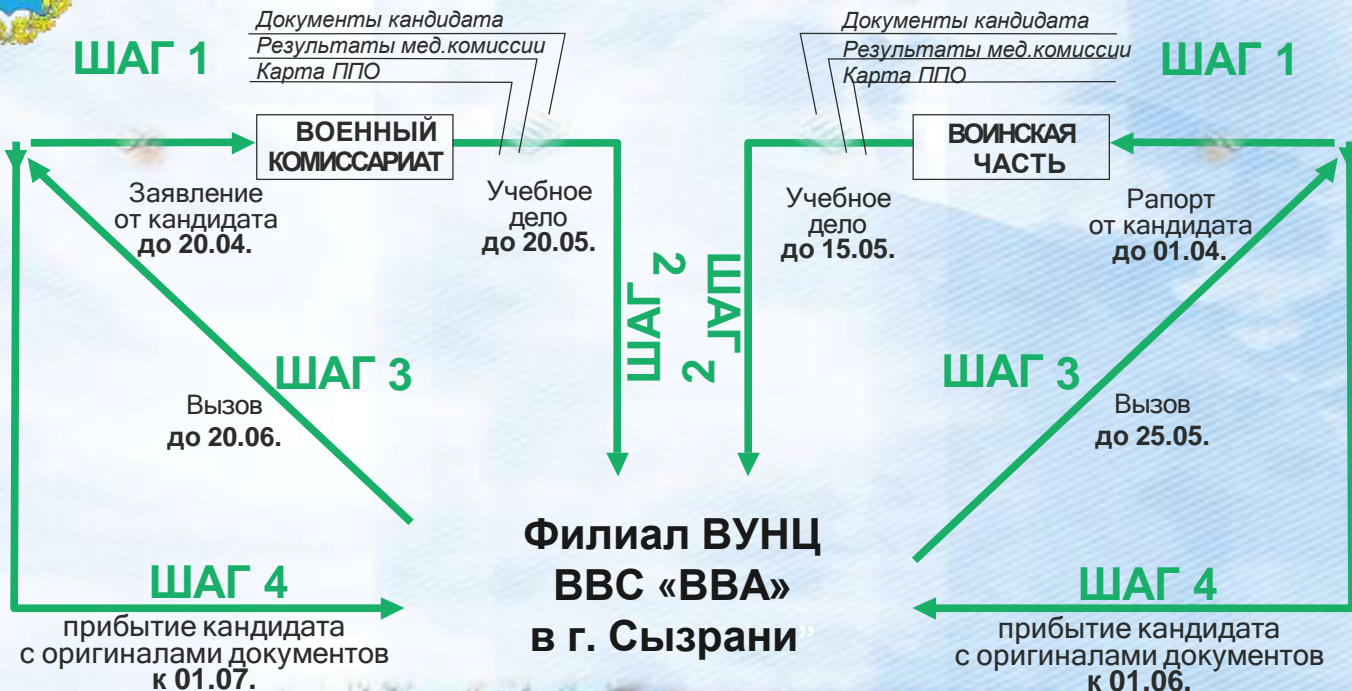 ШАГ 1
Документы кандидата
Результаты мед.комиссии
Карта ППО
ВОЕННЫЙ
КОМИССАРИАТ
Заявление
от кандидата
до 20.04.
Учебное
дело
до 20.05.
ШАГ 2
ШАГ 3
Вызов
до 20.06.
ШАГ 4
прибытие кандидата
с оригиналами документов
к 01.07.
Документы кандидата
Результаты мед.комиссии
Карта ППО
ШАГ 1
ВОИНСКАЯ
ЧАСТЬ
Учебное
дело
до 15.05.
Рапорт
от кандидата
до 01.04.
ШАГ 2
ШАГ 3
Вызов
до 25.05.
ШАГ 4
прибытие кандидата
с оригиналами документов
к 01.06.
Филиал ВУНЦ
ВВС «ВВА»
в г. Сызрани”